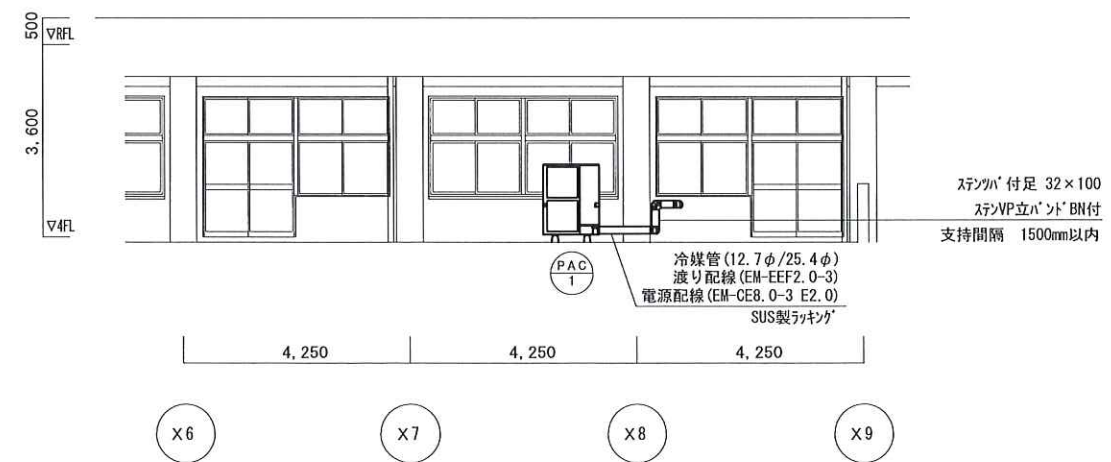 500
▽RFL
3,600
▽4FL
ステンツバ付足 32×100
ステンVP立バンドBN付
支持間隔 1500mm以内
PAC
1
冷媒管(12.7φ/25.4φ)
渡り配線(EM-EEF2.0-3)
電源配線(EM-CE8.0-3 E2.0)
SUS製ラッキング
4,250
4,250
4,250
X6
X7
X8
X9